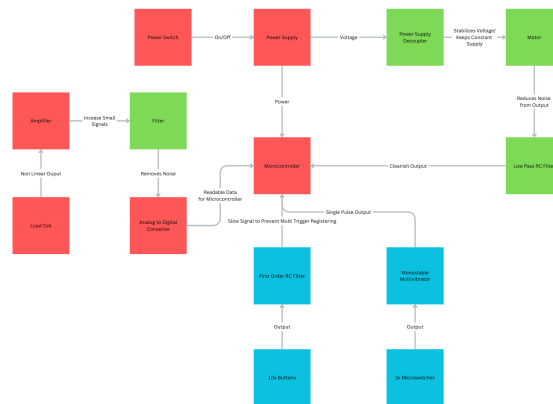 Power Switch
On/Off
Power Supply
Voltage
Power Supply
Decoupler
Stabilizes Voltage/
Keeps Constant
Supply
Motor
Power
Reduces Noise
from Output
Amplifier
Incease Small
Signals
Filter
Non Linear Ouput
Removes Noise
Microcontroller
Cleanish Output
Low Pass RC Filter
Readable Data
for Microcontroller
Load Cell
Analog to Digital
Converter
Single Pulse Output
Slow Signal to Prevent Multi Trigger Registering
First Order RC Filter
Monostable
Multivibrator
Output
Output
10x Buttons
2x Microswitches